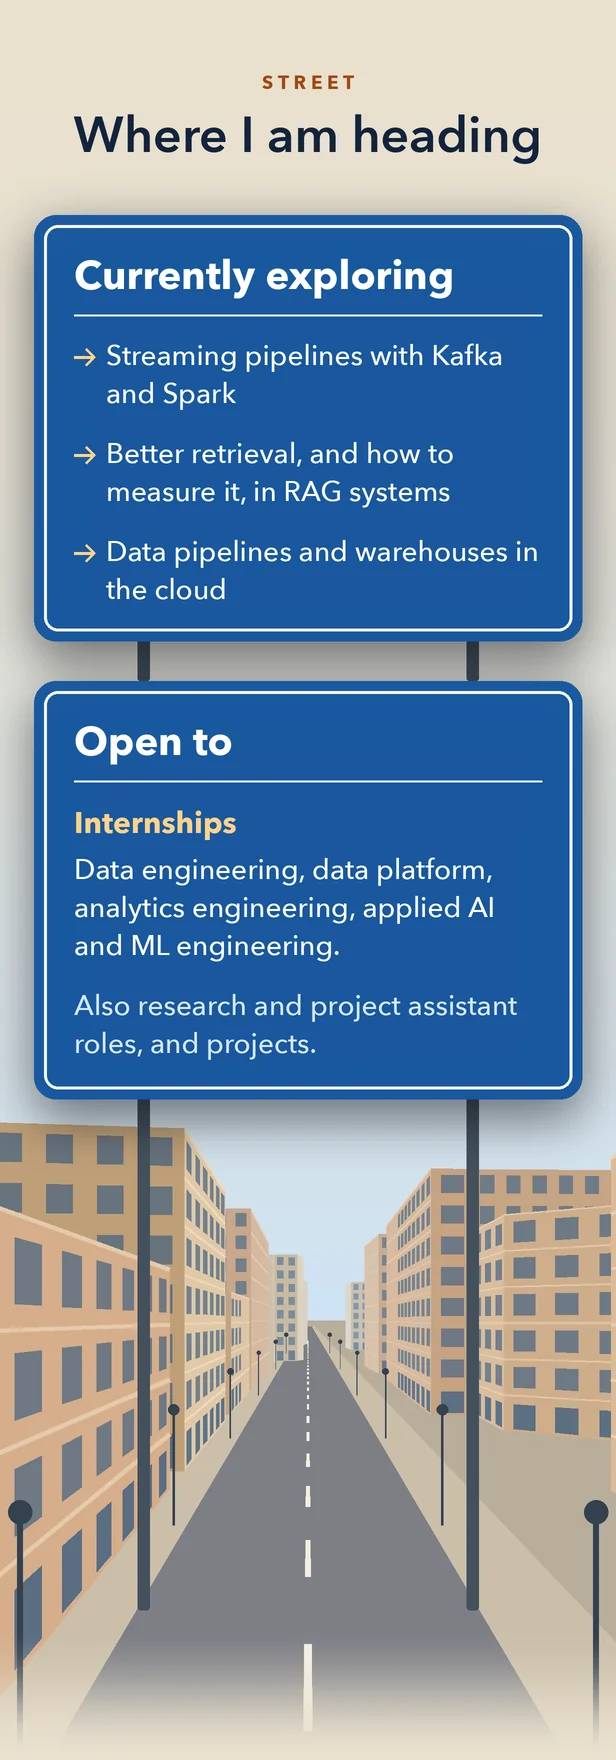 STREET
Where I am heading
Currently exploring
→ Streaming pipelines with Kafka
and Spark
→ Better retrieval, and how to
measure it, in RAG systems
→ Data pipelines and warehouses in
the cloud
Open to
Internships
Data engineering, data platform,
analytics engineering, applied AI
and ML engineering.
Also research and project assistant
roles, and projects.